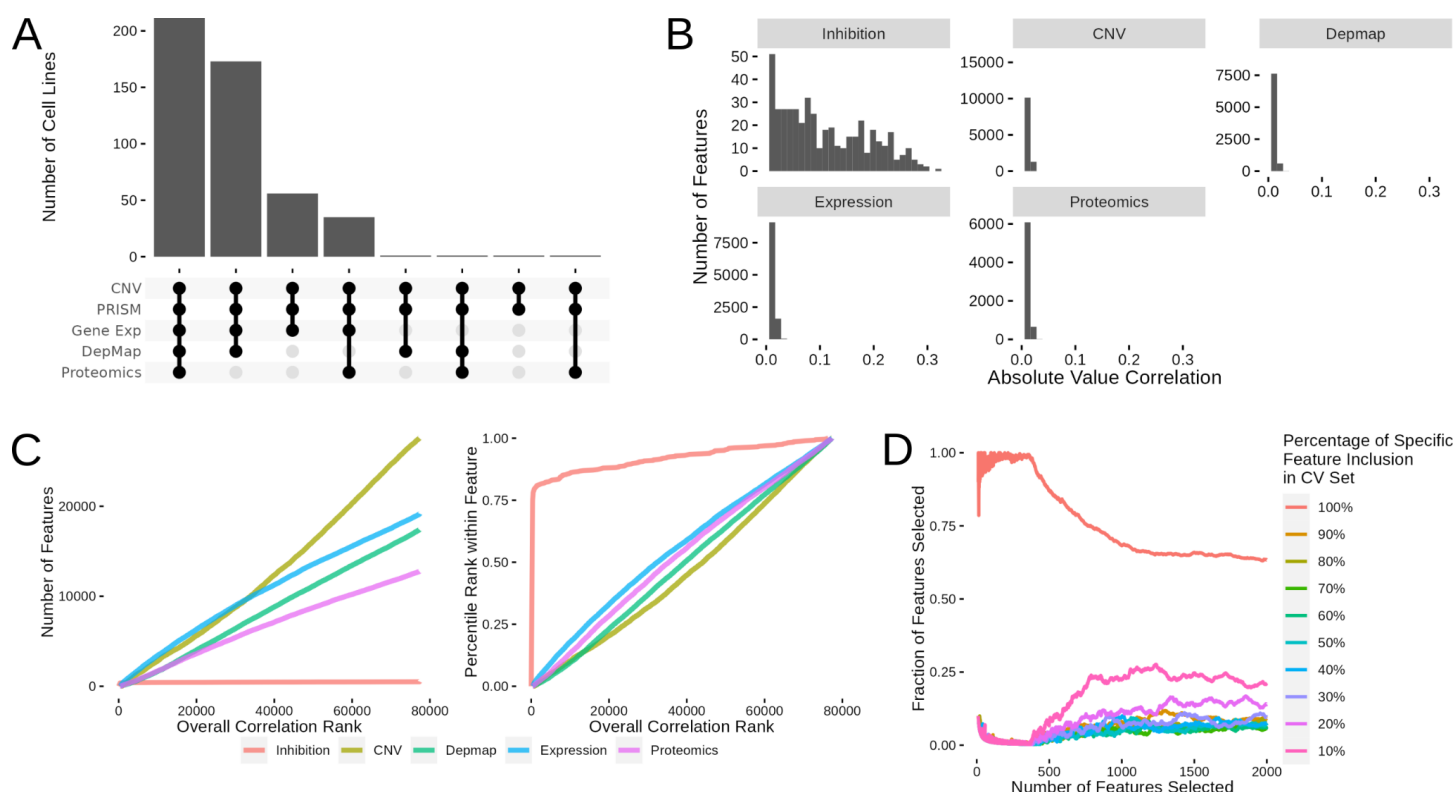 A
Number of Cell Lines
200
150
100
50
0
CNV
PRISM
Gene Exp
DepMap
Proteomics
B
Number of Features
Inhibition
50
40
30
20
10
0
CNV
15000
10000
5000
0
Depmap
7500
5000
2500
0
0.0 0.1 0.2 0.3
Expression
7500
5000
2500
0
0.0 0.1 0.2 0.3
Proteomics
6000
4000
2000
0
0.0 0.1 0.2 0.3
Absolute Value Correlation
C
Number of Features
20000
10000
0
0 20000 40000 60000 80000
Overall Correlation Rank
Percentile Rank within Feature
1.00
0.75
0.50
0.25
0.00
0 20000 40000 60000 80000
Overall Correlation Rank
Inhibition CNV Depmap Expression Proteomics
D
Fraction of Features Selected
1.00
0.75
0.50
0.25
0.00
0 500 1000 1500 2000
Number of Features Selected
Percentage of Specific
Feature Inclusion
in CV Set
100%
90%
80%
70%
60%
50%
40%
30%
20%
10%